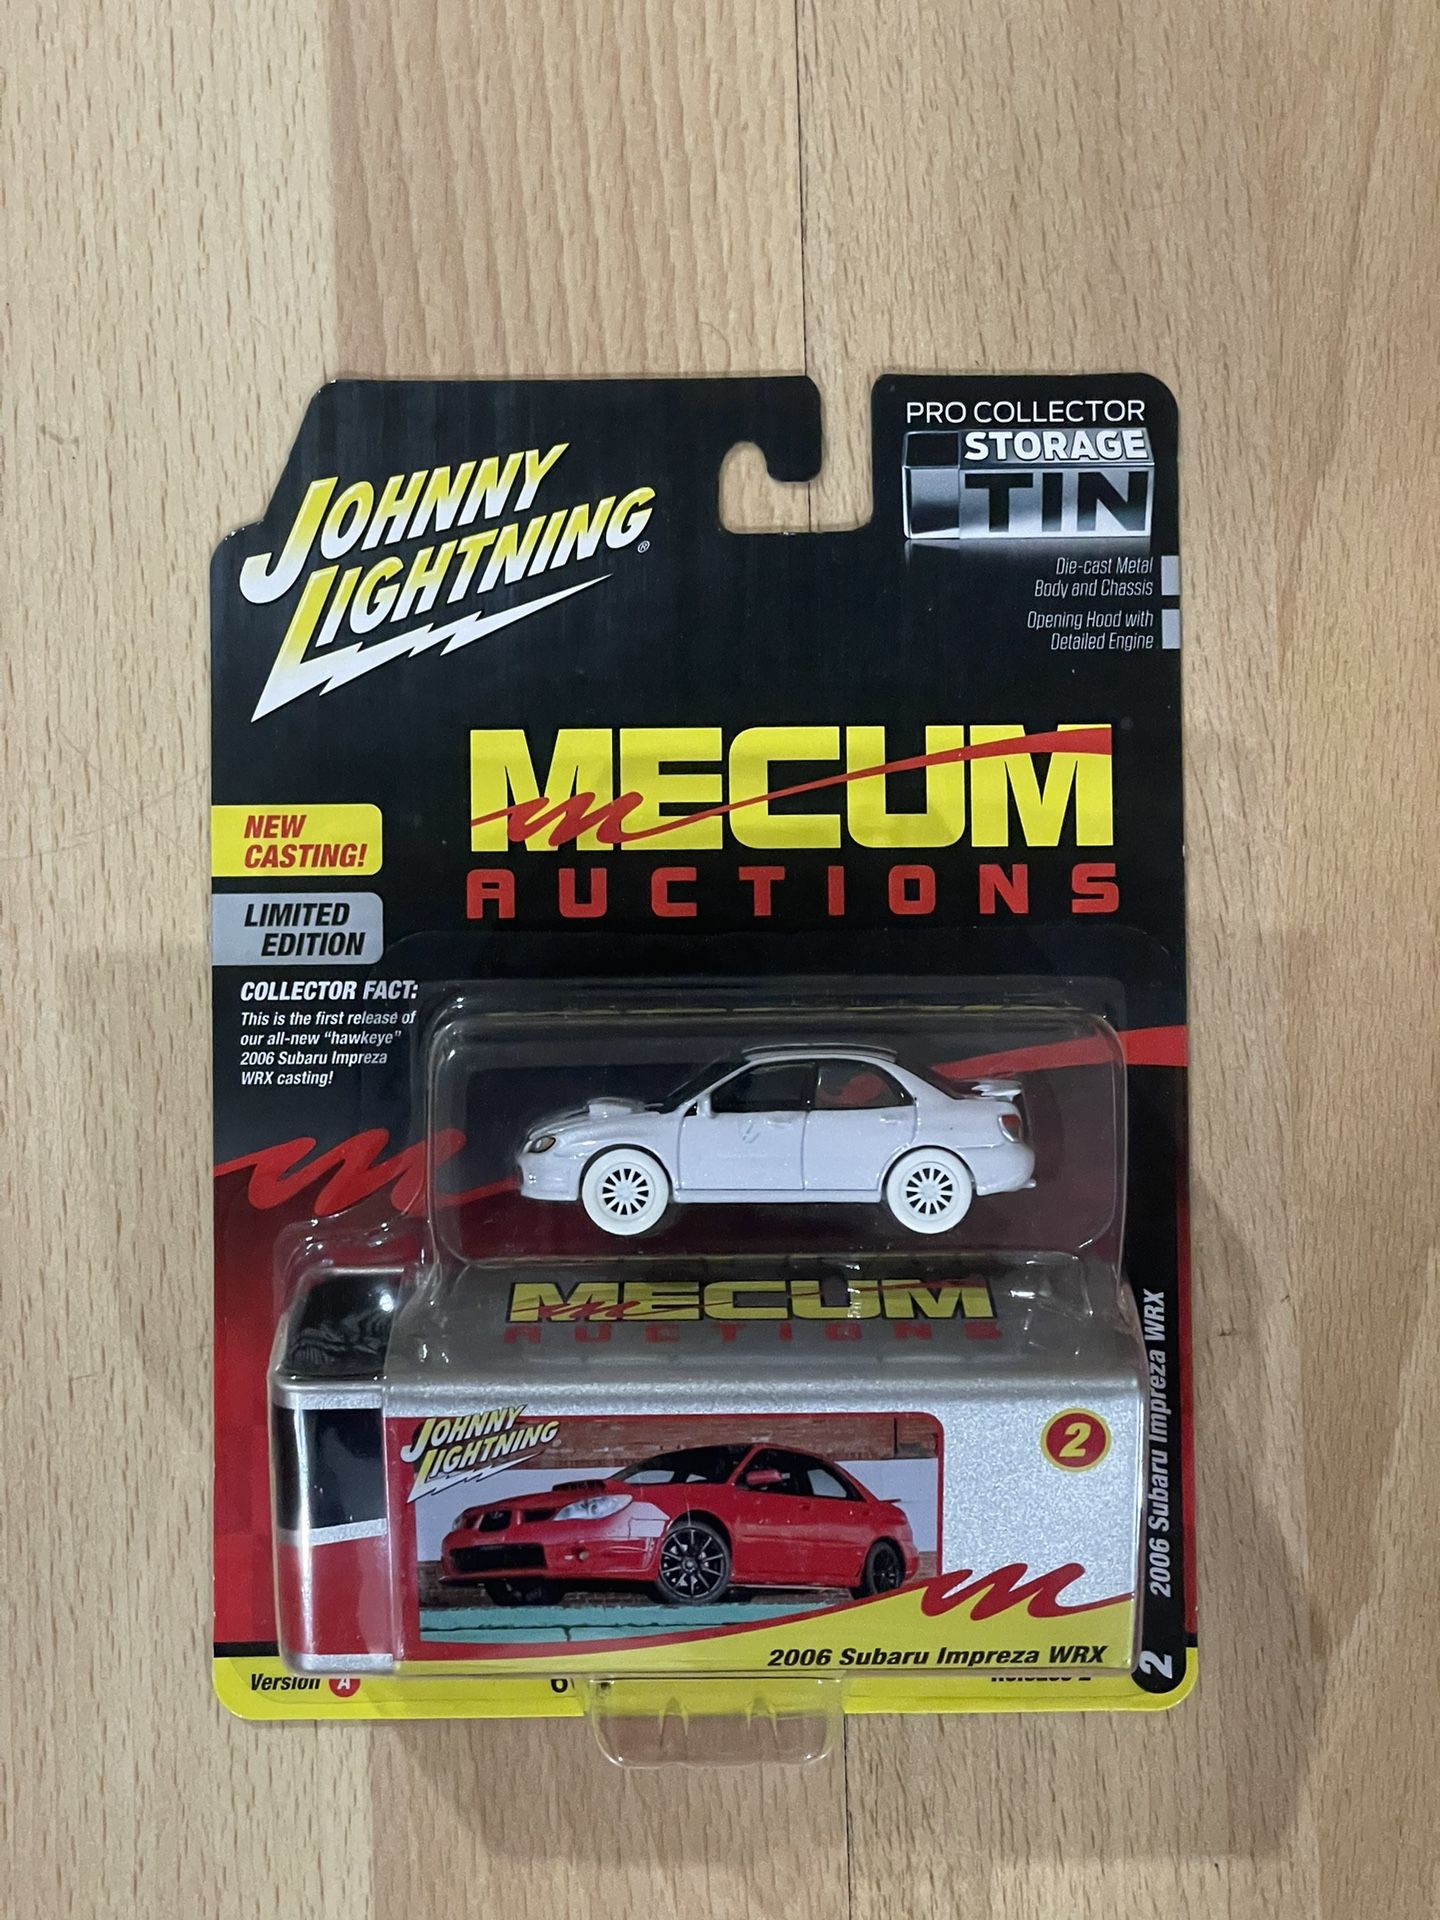 JOHNNY
LIGHTNING®
PRO COLLECTOR
STORAGE
TIN
Die-cast Metal
Body and Chassis
Opening Hood with
Detailed Engine
MECUM
AUCTIONS
NEW
CASTING!
LIMITED
EDITION
COLLECTOR FACT:
This is the first release of
our all-new "hawkeye"
2006 Subaru Impreza
WRX casting!
MECUM
AUCTIONS
JOHNNY
LIGHTNING
2
2006 Subaru Impreza WRX
2 2006 Subaru Impreza WRX
Version A